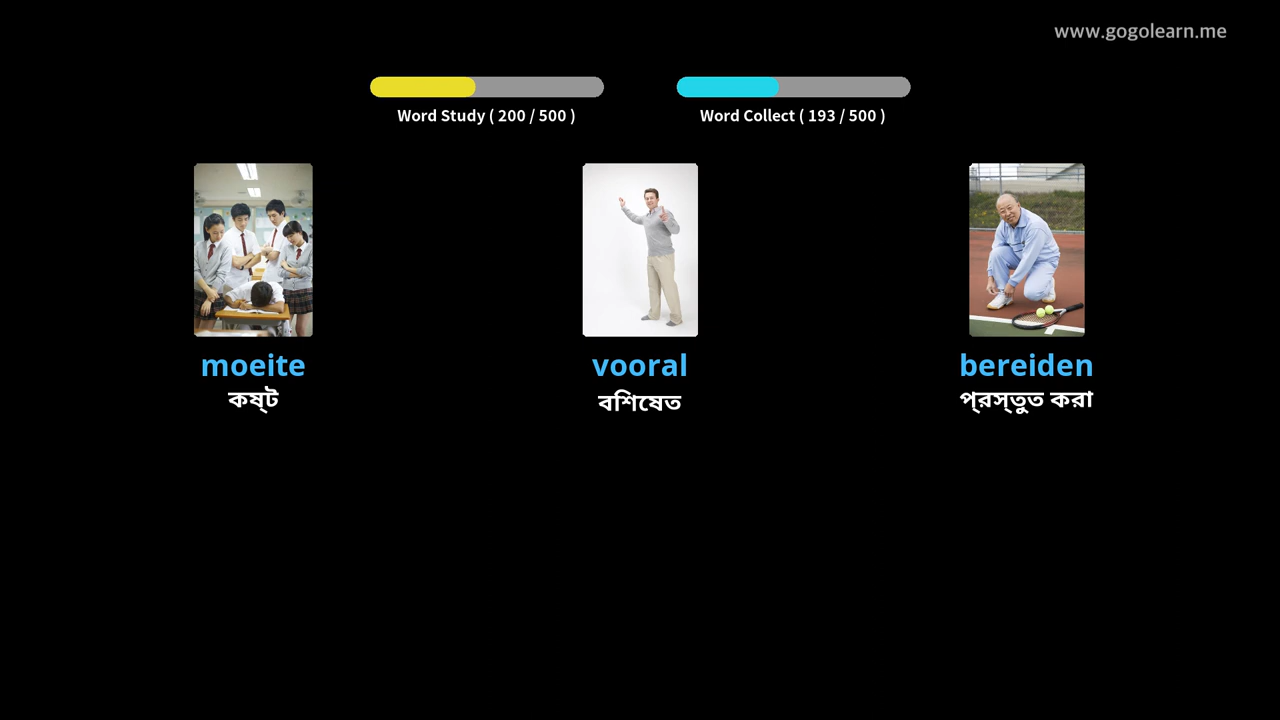 www.gogolearn.me
Word Study ( 200 / 500 )
Word Collect ( 193 / 500 )
moeite
vooral
bereiden
কষ্ট
বিশেষত
প্রস্তুত করা